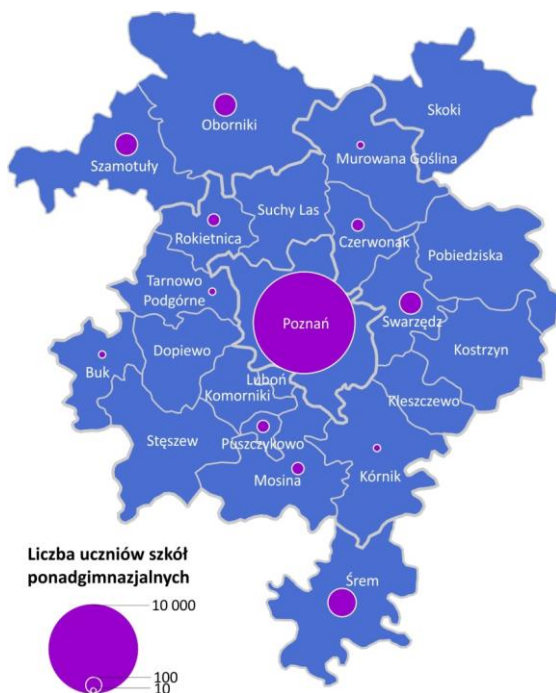 Skoki
Oborniki
Murowana Goślina
Szamotuły
Suchy Las
Rokietnica
Czerwonak
Pobiedziska
Tarnowo
Podgórne
Poznań
Swarzędz
Dopiewo
Kostrzyn
Buk
Luboń
Komorniki
Kleszczewo
Stęszew
Puszczykowo
Mosina
Kórnik
Liczba uczniów szkół
ponadgimnazjalnych
Śrem
10 000
100
10